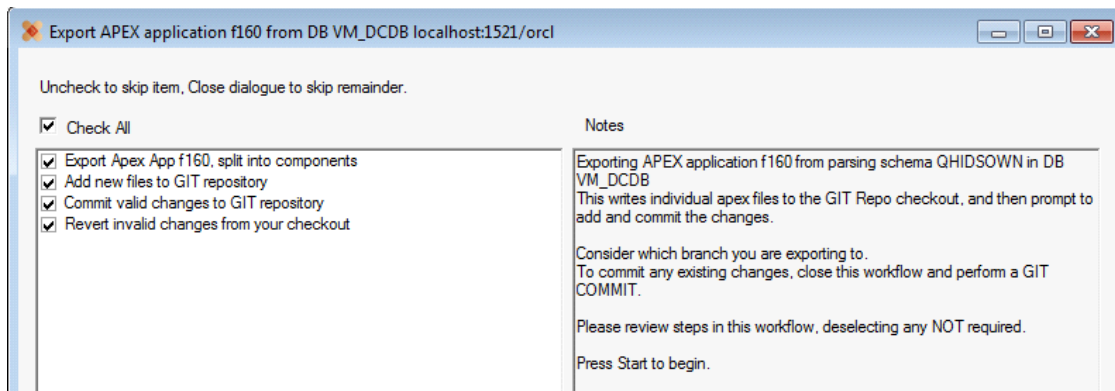 Export APEX application f160 from DB VM_DCDB localhost:1521/orcl
Uncheck to skip item, Close dialogue to skip remainder.
Check All
Notes
Export Apex App f160, split into components
Add new files to GIT repository
Commit valid changes to GIT repository
Revert invalid changes from your checkout
Exporting APEX application f160 from parsing schema QHIDSOWN in DB
VM_DCDB
This writes individual apex files to the GIT Repo checkout, and then prompt to
add and commit the changes.
Consider which branch you are exporting to.
To commit any existing changes, close this workflow and perform a GIT
COMMIT.
Please review steps in this workflow, deselecting any NOT required.
Press Start to begin.